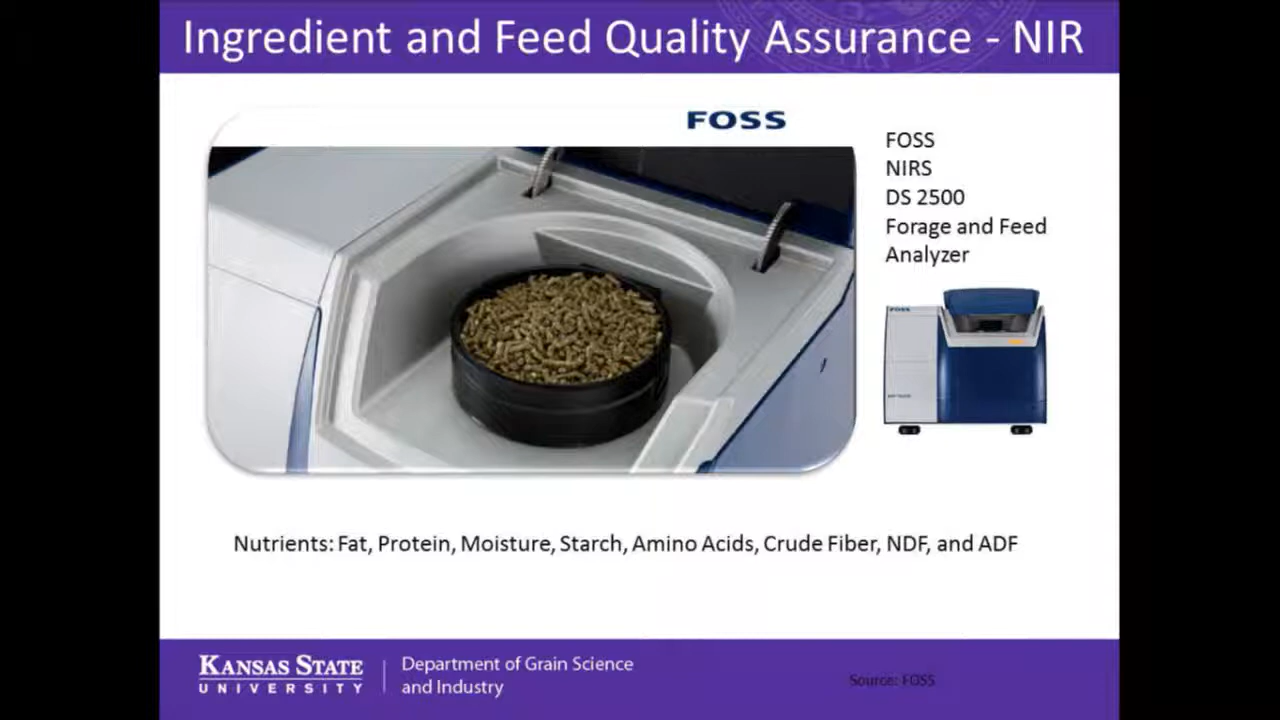 Ingredient and Feed Quality Assurance - NIR
FOSS
FOSS
NIRS
DS 2500
Forage and Feed
Analyzer
FOSS
Nutrients: Fat, Protein, Moisture, Starch, Amino Acids, Crude Fiber, NDF, and ADF
KANSAS STATE
UNIVERSITY
Department of Grain Science
and Industry
Source: FOSS